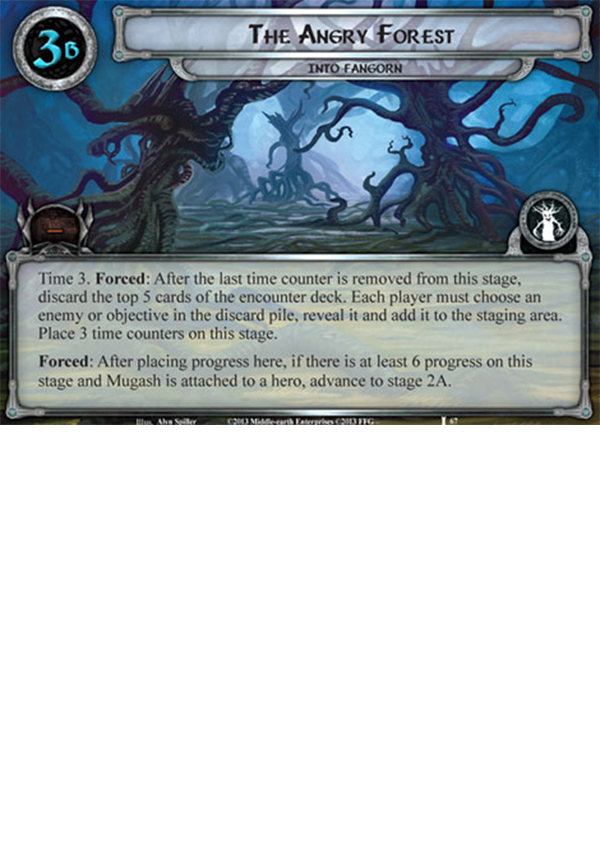 3B
THE ANGRY FOREST
INTO FANGORN
Time 3. Forced: After the last time counter is removed from this stage,
discard the top 5 cards of the encounter deck. Each player must choose an
enemy or objective in the discard pile, reveal it and add it to the staging area.
Place 3 time counters on this stage.
Forced: After placing progress here, if there is at least 6 progress on this
stage and Mugash is attached to a hero, advance to stage 2A.
Illus. Alyn Spiller ©2013 Middle-earth Enterprises ©2013 FFG 67